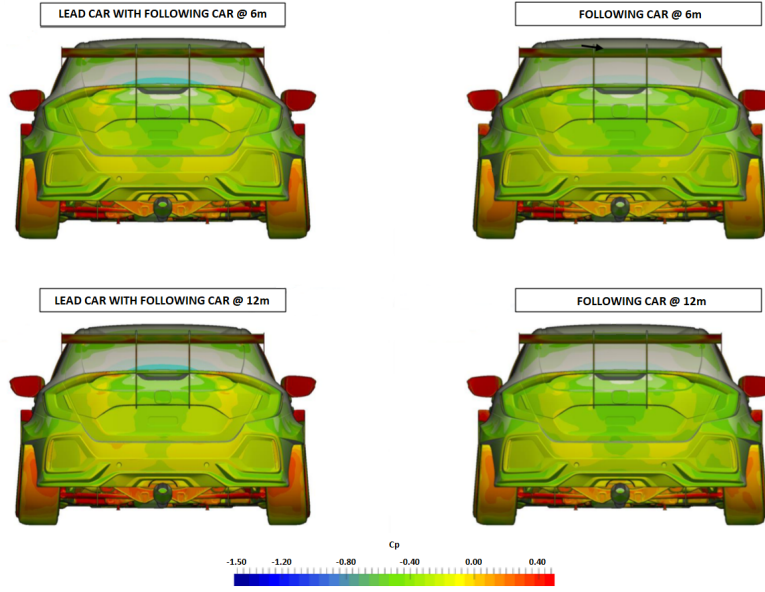 LEAD CAR WITH FOLLOWING CAR @ 6m
FOLLOWING CAR @ 6m
LEAD CAR WITH FOLLOWING CAR @ 12m
FOLLOWING CAR @ 12m
Cp
-1.50 -1.20 -0.80 -0.40 0.00 0.40